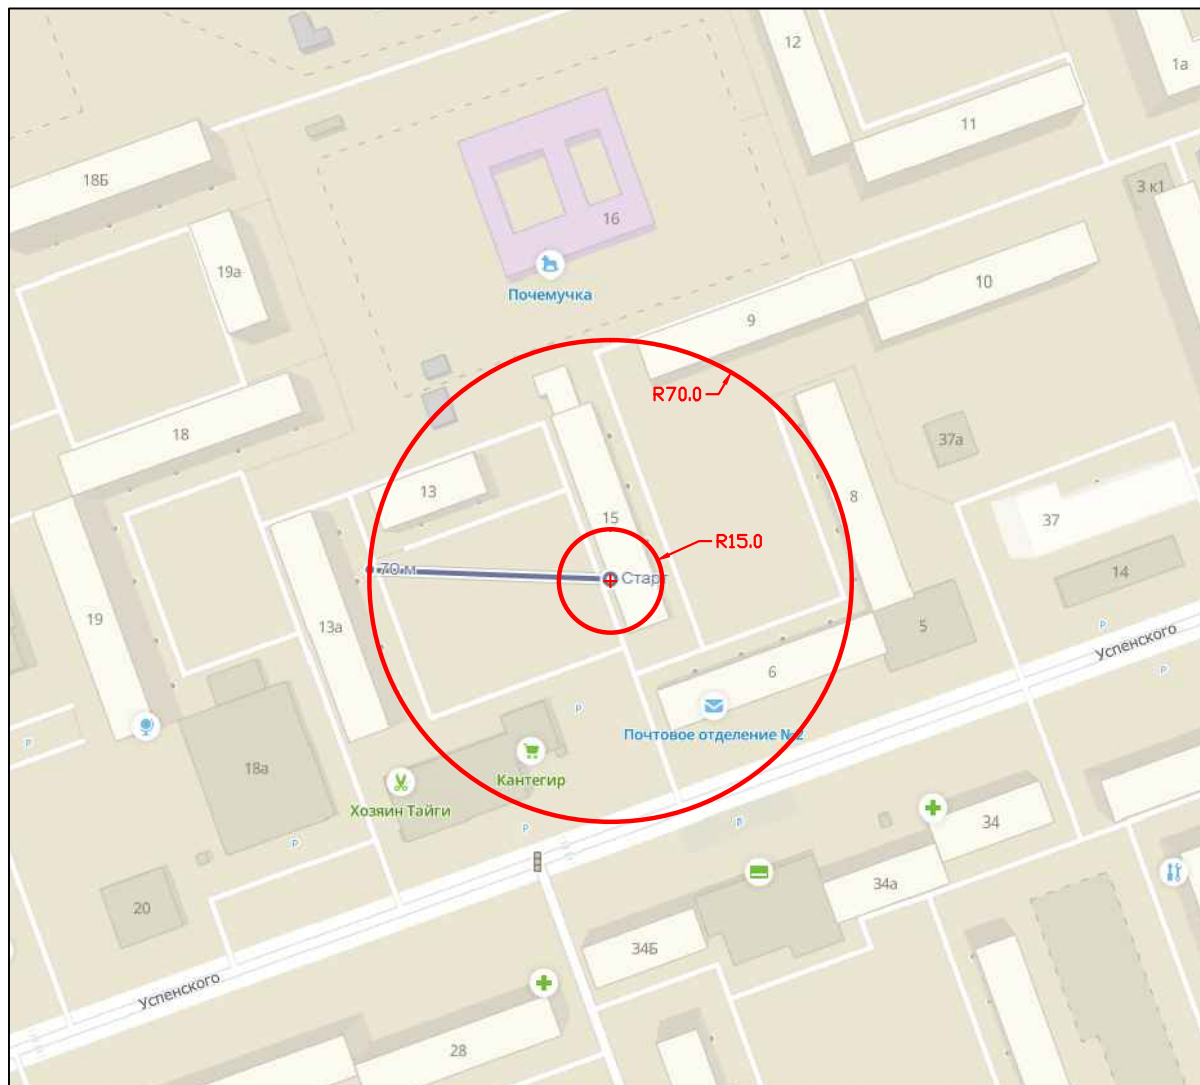 12
1а
11
18Б
3 к1
16
19а
Почемучка
10
9
R70.0
18
37а
13
8
15
37
R15.0
70 м
Старт
14
19
13а
5
Р
Успенского
6
Р
Р
Р
Почтовое отделение №2
18а
Кантегир
Хозяин Тайги
Р
Р
Р
34
34а
20
34Б
Успенского
28